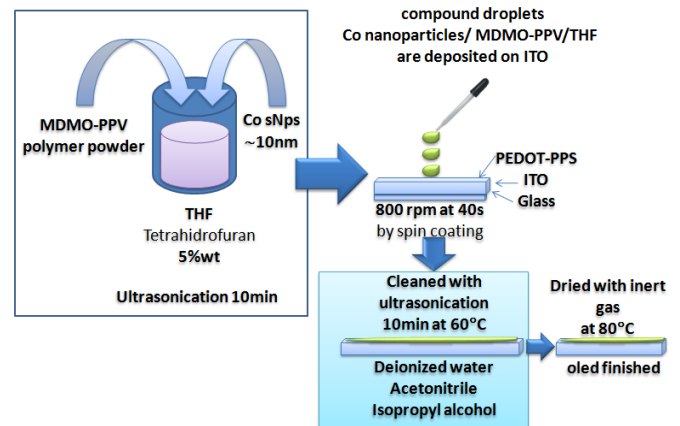 MDMO-PPV
polymer powder
Co sNps
~10nm
THF
Tetrahidrofuran
5%wt
Ultrasonication 10min
compound droplets
Co nanoparticles/ MDMO-PPV/THF
are deposited on ITO
PEDOT-PPS
ITO
Glass
800 rpm at 40s
by spin coating
Cleaned with
ultrasonication
10min at 60°C
Deionized water
Acetonitrile
Isopropyl alcohol
Dried with inert
gas
at 80°C
oled finished